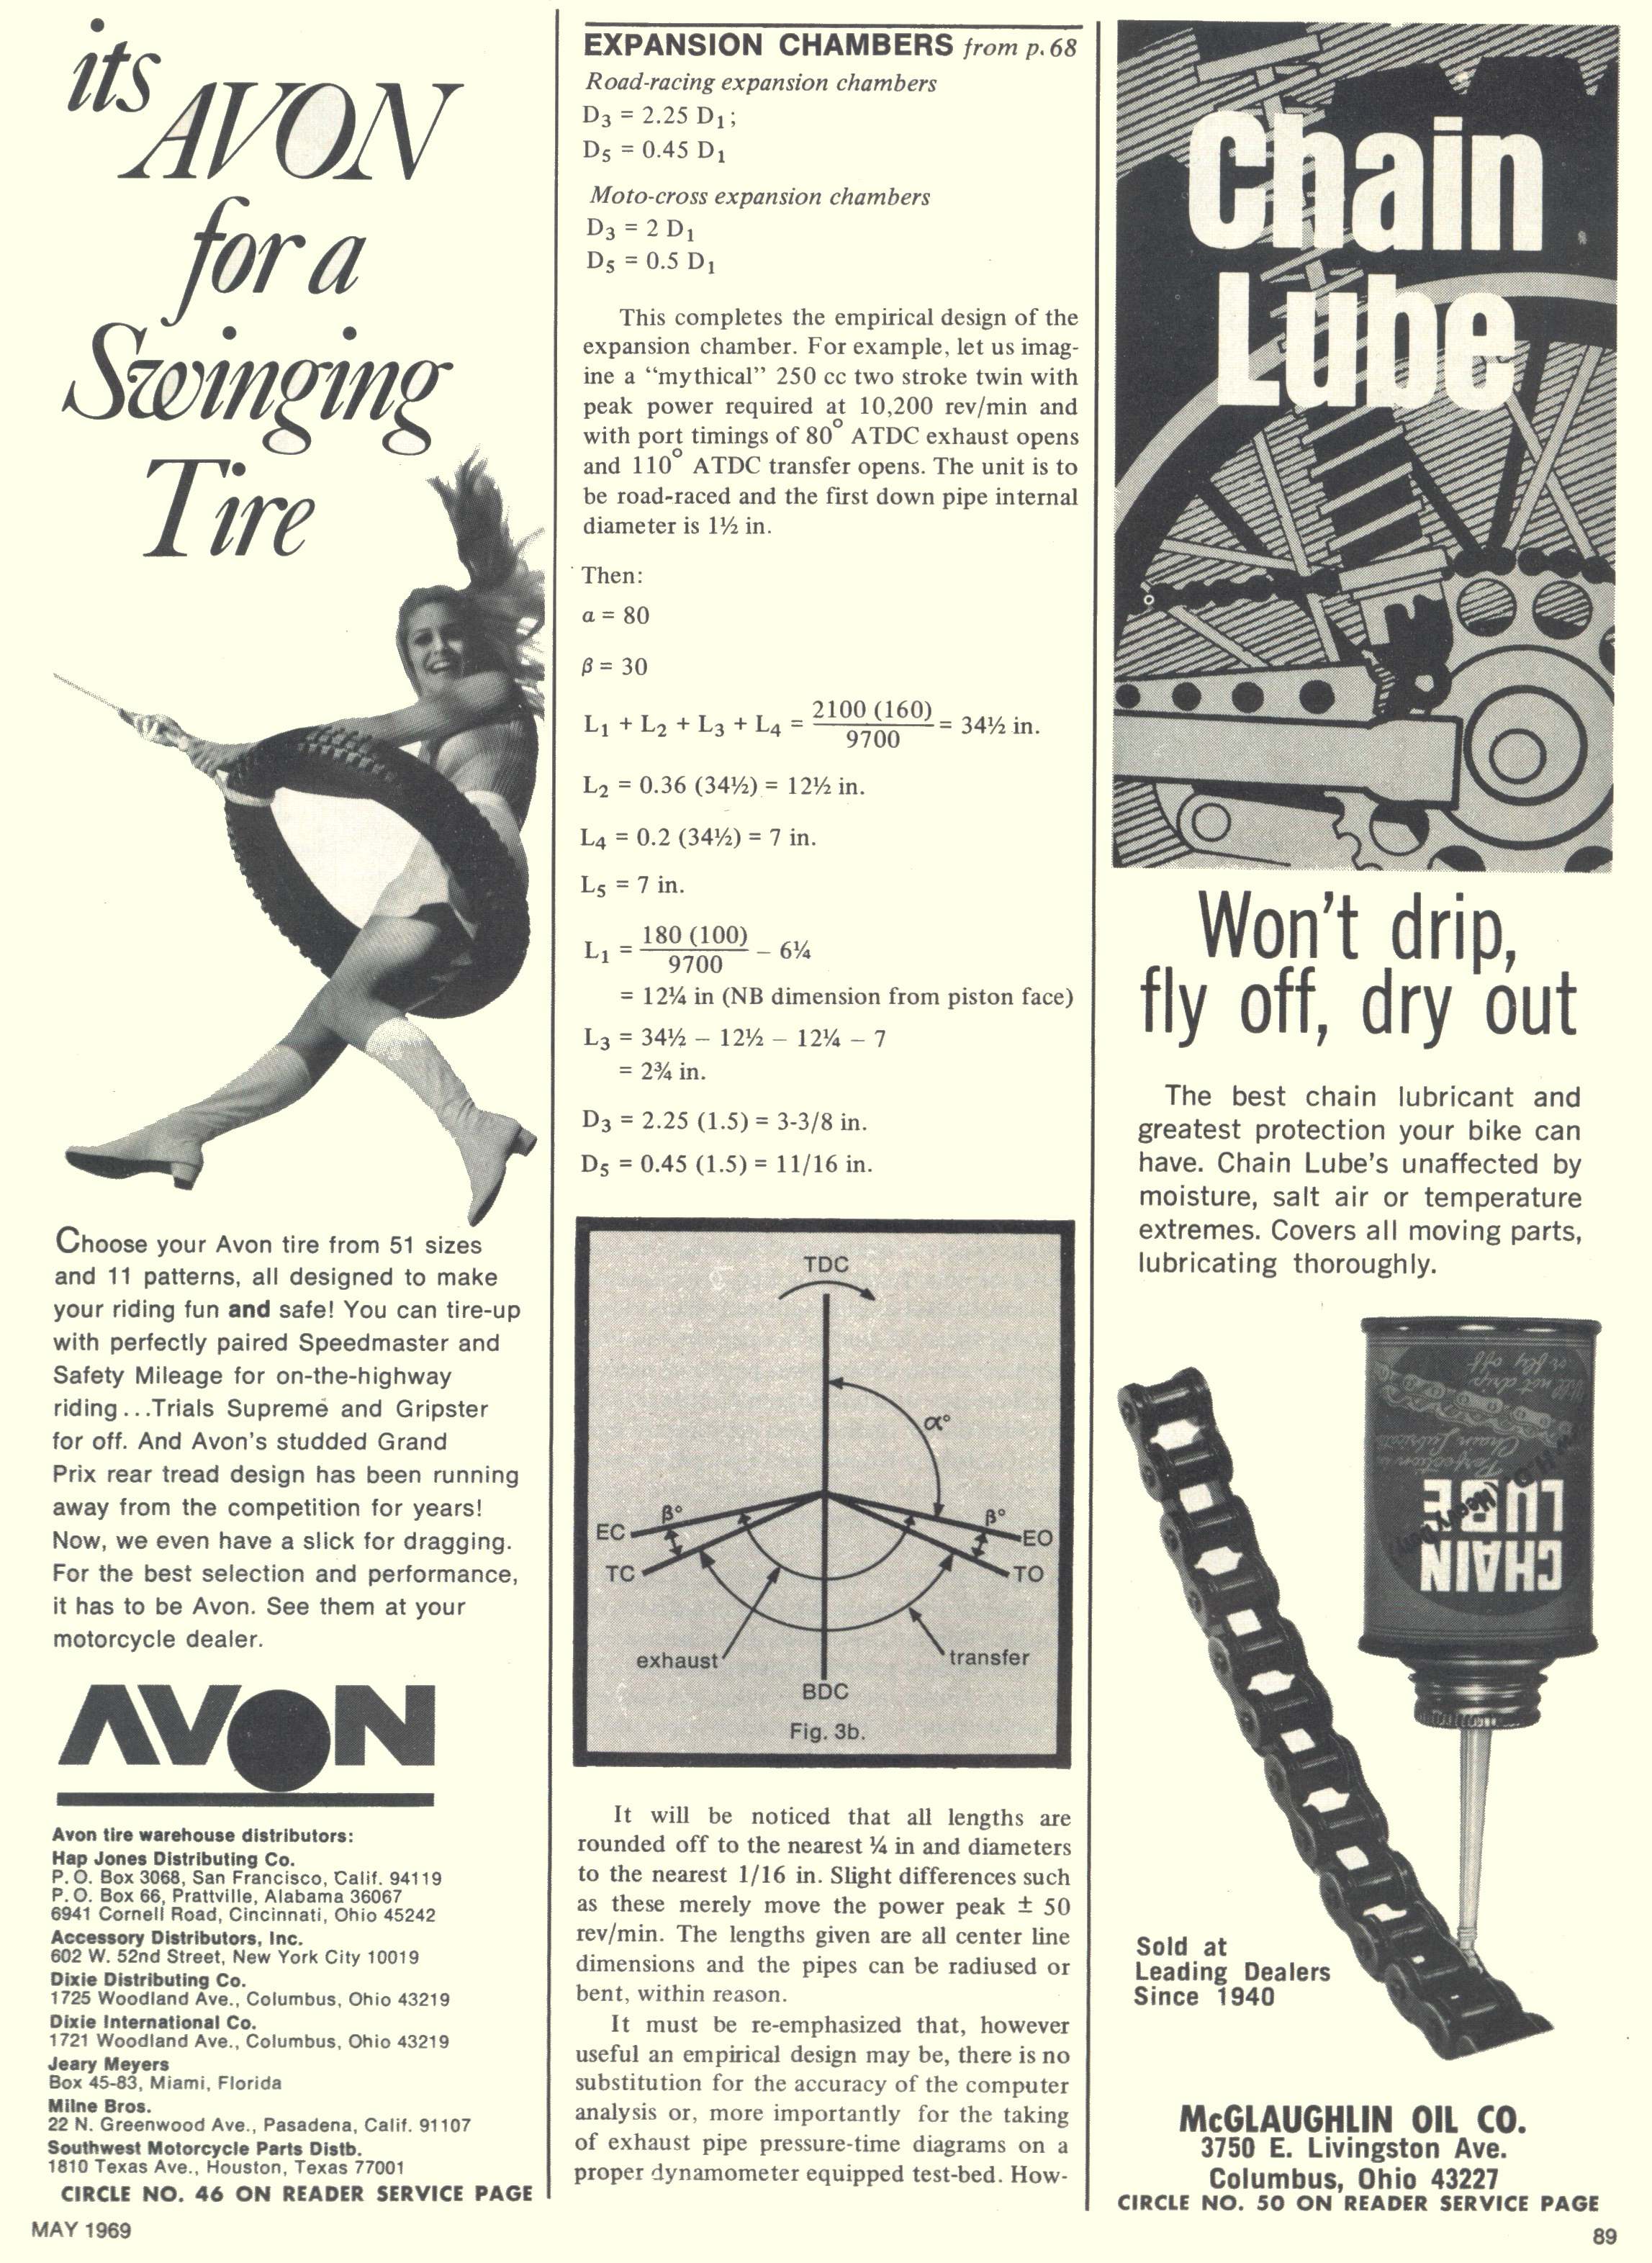 its
AVON
for a
Swinging
Tire
Choose your Avon tire from 51 sizes
and 11 patterns, all designed to make
your riding fun and safe! You can tire-up
with perfectly paired Speedmaster and
Safety Mileage for on-the-highway
riding...Trials Supreme and Gripster
for off. And Avon's studded Grand
Prix rear tread design has been running
away from the competition for years!
Now, we even have a slick for dragging.
For the best selection and performance,
it has to be Avon. See them at your
motorcycle dealer.
AVON
Avon tire warehouse distributors:
Hap Jones Distributing Co.
P. O. Box 3068, San Francisco, Calif. 94119
P. O. Box 66, Prattville, Alabama 36067
6941 Cornell Road, Cincinnati, Ohio 45242
Accessory Distributors, Inc.
602 W. 52nd Street, New York City 10019
Dixie Distributing Co.
1725 Woodland Ave., Columbus, Ohio 43219
Dixie International Co.
1721 Woodland Ave., Columbus, Ohio 43219
Jeary Meyers
Box 45-83, Miami, Florida
Milne Bros.
22 N. Greenwood Ave., Pasadena, Calif. 91107
Southwest Motorcycle Parts Distb.
1810 Texas Ave., Houston, Texas 77001
CIRCLE NO. 46 ON READER SERVICE PAGE
MAY 1969
EXPANSION CHAMBERS from p. 68
Road-racing expansion chambers
D3 = 2.25 D1;
D5 = 0.45 D1
Moto-cross expansion chambers
D3 = 2 D1
D5 = 0.5 D1
This completes the empirical design of the
expansion chamber. For example, let us imag-
ine a “mythical” 250 cc two stroke twin with
peak power required at 10,200 rev/min and
with port timings of 80° ATDC exhaust opens
and 110° ATDC transfer opens. The unit is to
be road-raced and the first down pipe internal
diameter is 1½ in.
Then:
α = 80
β = 30
L1 + L2 + L3 + L4 = 2100 (160) / 9700 = 34½ in.
L2 = 0.36 (34½) = 12½ in.
L4 = 0.2 (34½) = 7 in.
L5 = 7 in.
L1 = 180 (100) / 9700 – 6¼
= 12¼ in (NB dimension from piston face)
L3 = 34½ – 12½ – 12¼ – 7
= 2¾ in.
D3 = 2.25 (1.5) = 3-3/8 in.
D5 = 0.45 (1.5) = 11/16 in.
TDC
α°
β°
β°
EC
EO
TC
TO
exhaust
transfer
BDC
Fig. 3b.
It will be noticed that all lengths are
rounded off to the nearest ¼ in and diameters
to the nearest 1/16 in. Slight differences such
as these merely move the power peak ± 50
rev/min. The lengths given are all center line
dimensions and the pipes can be radiused or
bent, within reason.
It must be re-emphasized that, however
useful an empirical design may be, there is no
substitution for the accuracy of the computer
analysis or, more importantly for the taking
of exhaust pipe pressure-time diagrams on a
proper dynamometer equipped test-bed. How-
Chain
Lube
Won't drip,
fly off, dry out
The best chain lubricant and
greatest protection your bike can
have. Chain Lube's unaffected by
moisture, salt air or temperature
extremes. Covers all moving parts,
lubricating thoroughly.
CHAIN
LUBE
Perfection in
Chain Lubrication
Will not drip
or fly off
Sold at
Leading Dealers
Since 1940
McGLAUGHLIN OIL CO.
3750 E. Livingston Ave.
Columbus, Ohio 43227
CIRCLE NO. 50 ON READER SERVICE PAGE
89